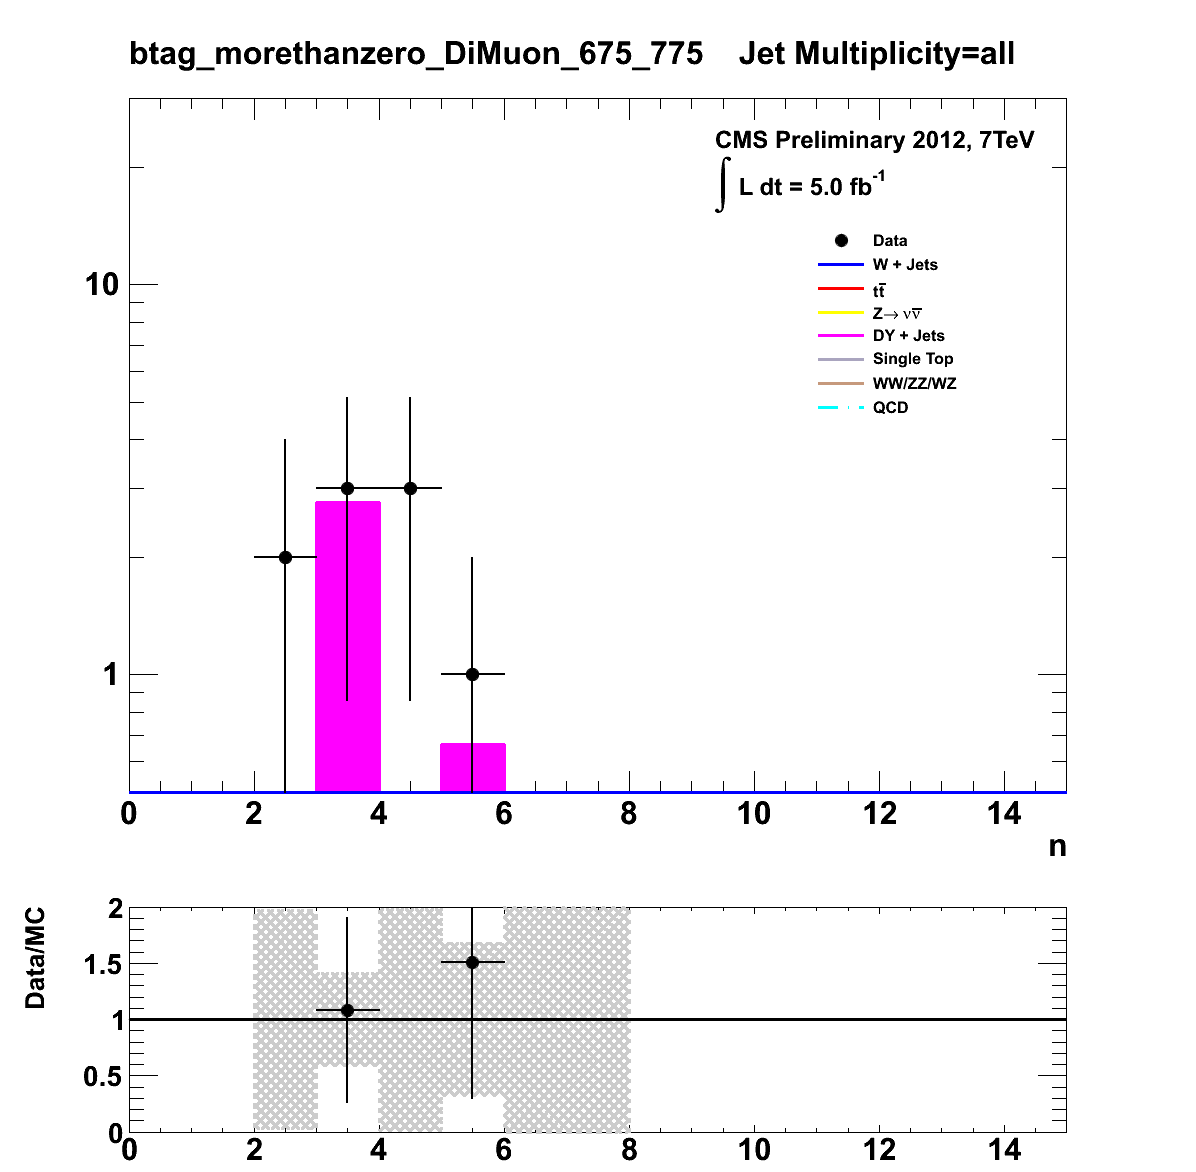 btag_morethanzero_DiMuon_675_775 Jet Multiplicity=all
CMS Preliminary 2012, 7TeV
∫ L dt = 5.0 fb⁻¹
Data
W + Jets
tt̅
Z→ νν̅
DY + Jets
Single Top
WW/ZZ/WZ
QCD
10
1
0 2 4 6 8 10 12 14
n
Data/MC
2
1.5
1
0.5
0
0 2 4 6 8 10 12 14